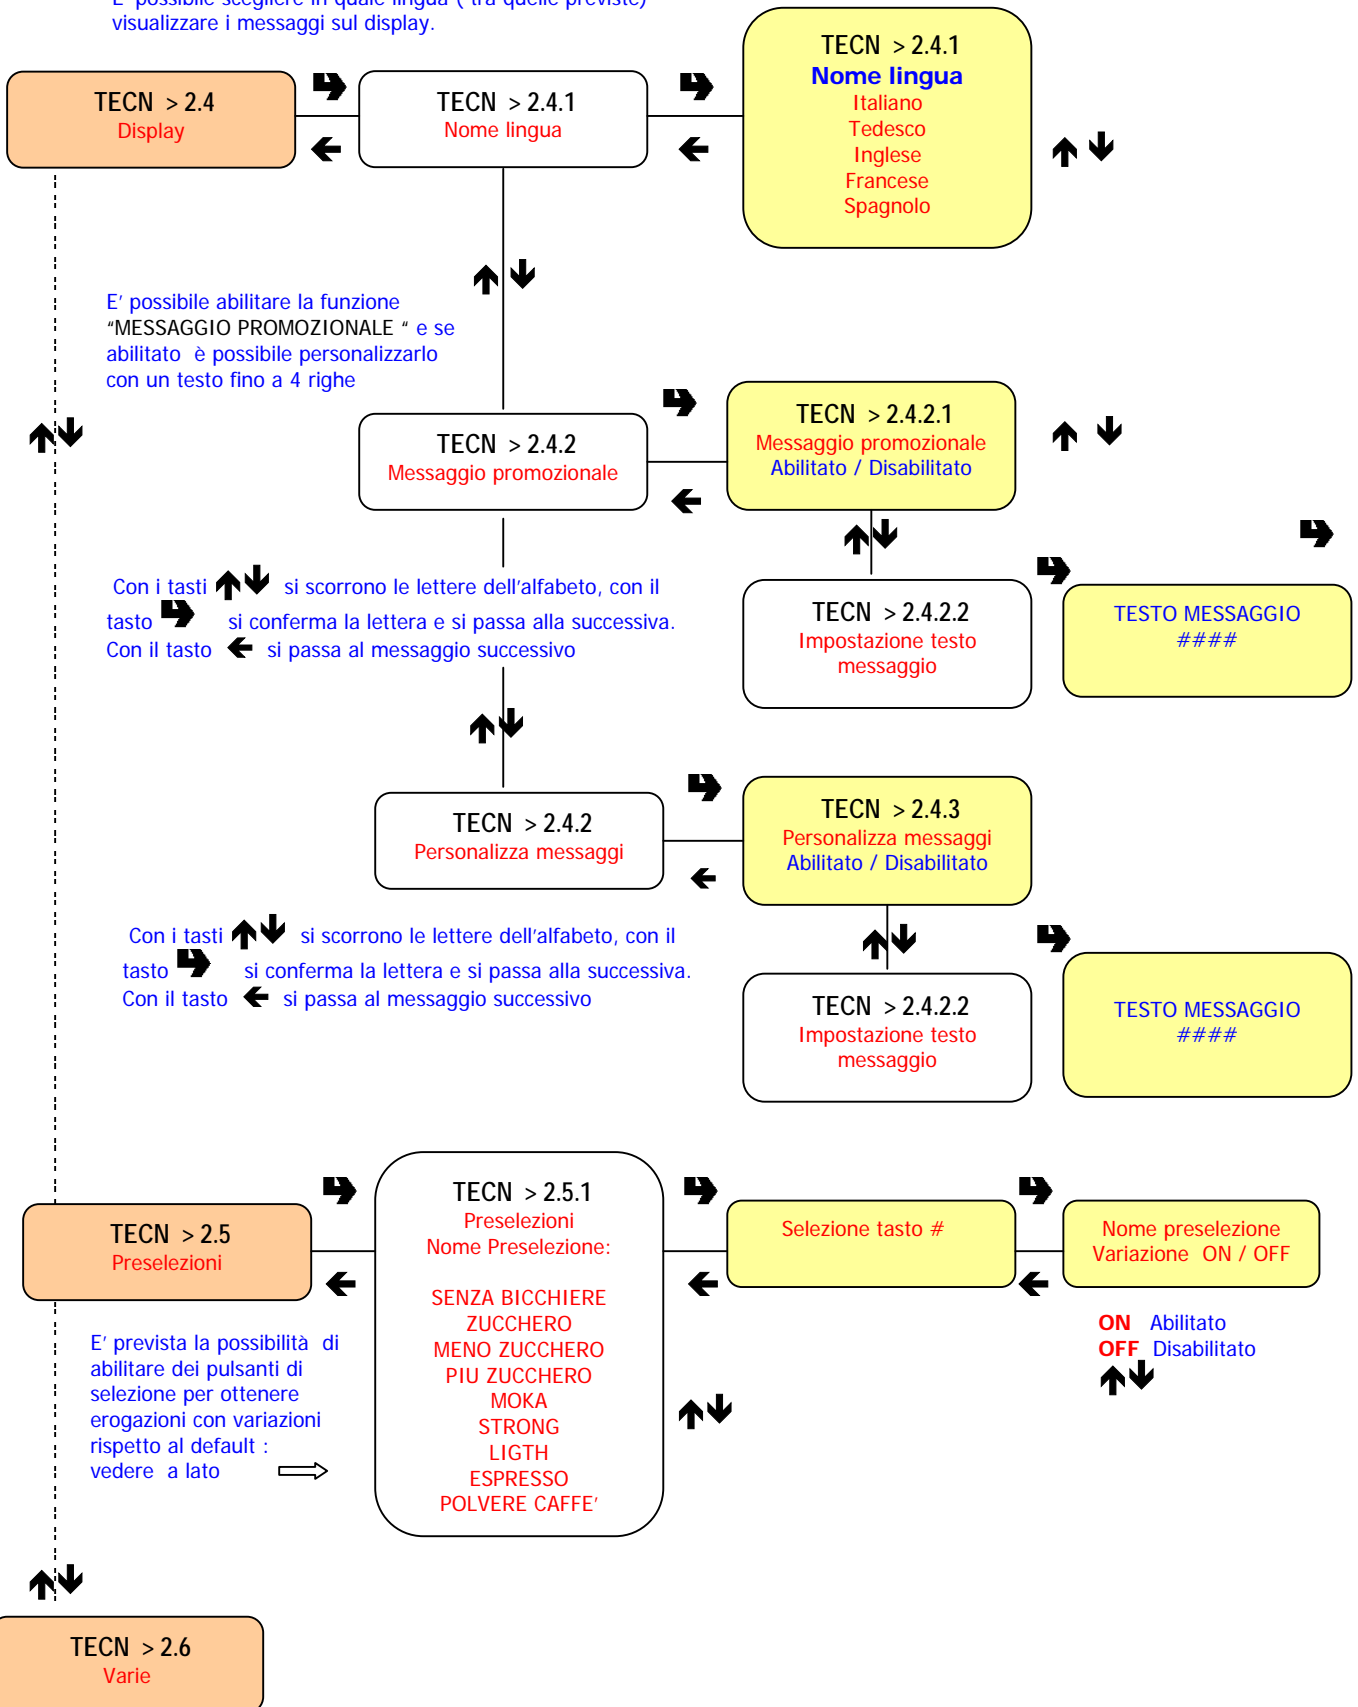 E' possibile scegliere in quale lingua ( tra quelle previste)
visualizzare i messaggi sul display.
TECN > 2.4
Display
TECN > 2.4.1
Nome lingua
TECN > 2.4.1
Nome lingua
Italiano
Tedesco
Inglese
Francese
Spagnolo
E' possibile abilitare la funzione
“MESSAGGIO PROMOZIONALE “ e se
abilitato è possibile personalizzarlo
con un testo fino a 4 righe
TECN > 2.4.2
Messaggio promozionale
TECN > 2.4.2.1
Messaggio promozionale
Abilitato / Disabilitato
Con i tasti si scorrono le lettere dell'alfabeto, con il
tasto si conferma la lettera e si passa alla successiva.
Con il tasto si passa al messaggio successivo
TECN > 2.4.2.2
Impostazione testo
messaggio
TESTO MESSAGGIO
####
TECN > 2.4.2
Personalizza messaggi
TECN > 2.4.3
Personalizza messaggi
Abilitato / Disabilitato
Con i tasti si scorrono le lettere dell'alfabeto, con il
tasto si conferma la lettera e si passa alla successiva.
Con il tasto si passa al messaggio successivo
TECN > 2.4.2.2
Impostazione testo
messaggio
TESTO MESSAGGIO
####
TECN > 2.5
Preselezioni
TECN > 2.5.1
Preselezioni
Nome Preselezione:
SENZA BICCHIERE
ZUCCHERO
MENO ZUCCHERO
PIU ZUCCHERO
MOKA
STRONG
LIGTH
ESPRESSO
POLVERE CAFFE'
Selezione tasto #
Nome preselezione
Variazione ON / OFF
ON Abilitato
OFF Disabilitato
E' prevista la possibilità di
abilitare dei pulsanti di
selezione per ottenere
erogazioni con variazioni
rispetto al default :
vedere a lato
TECN > 2.6
Varie